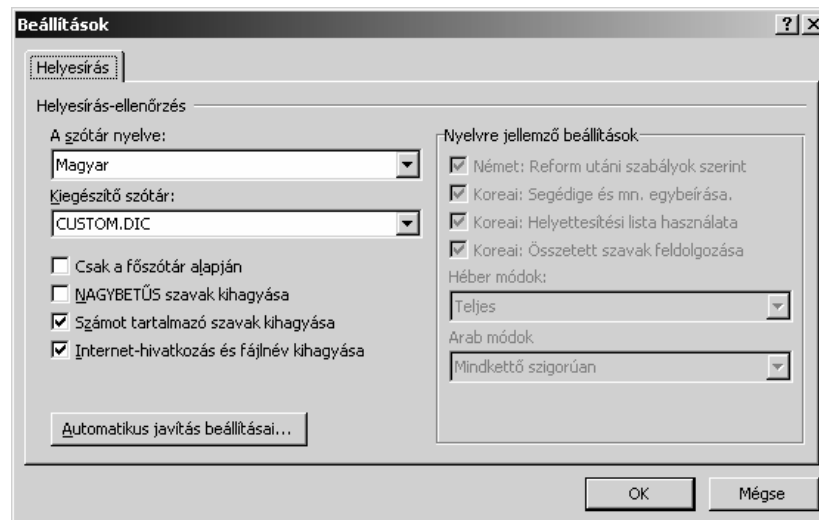 Beállítások
Helyesírás
Helyesírás-ellenőrzés
A szótár nyelve:
Magyar
Kiegészítő szótár:
CUSTOM.DIC
Csak a főszótár alapján
NAGYBETŰS szavak kihagyása
Számot tartalmazó szavak kihagyása
Internet-hivatkozás és fájlnév kihagyása
Automatikus javítás beállításai...
Nyelvre jellemző beállítások
Német: Reform utáni szabályok szerint
Koreai: Segédige és mn. egybeírása.
Koreai: Helyettesítési lista használata
Koreai: Összetett szavak feldolgozása
Héber módok:
Teljes
Arab módok
Mindkettő szigorúan
OK
Mégse